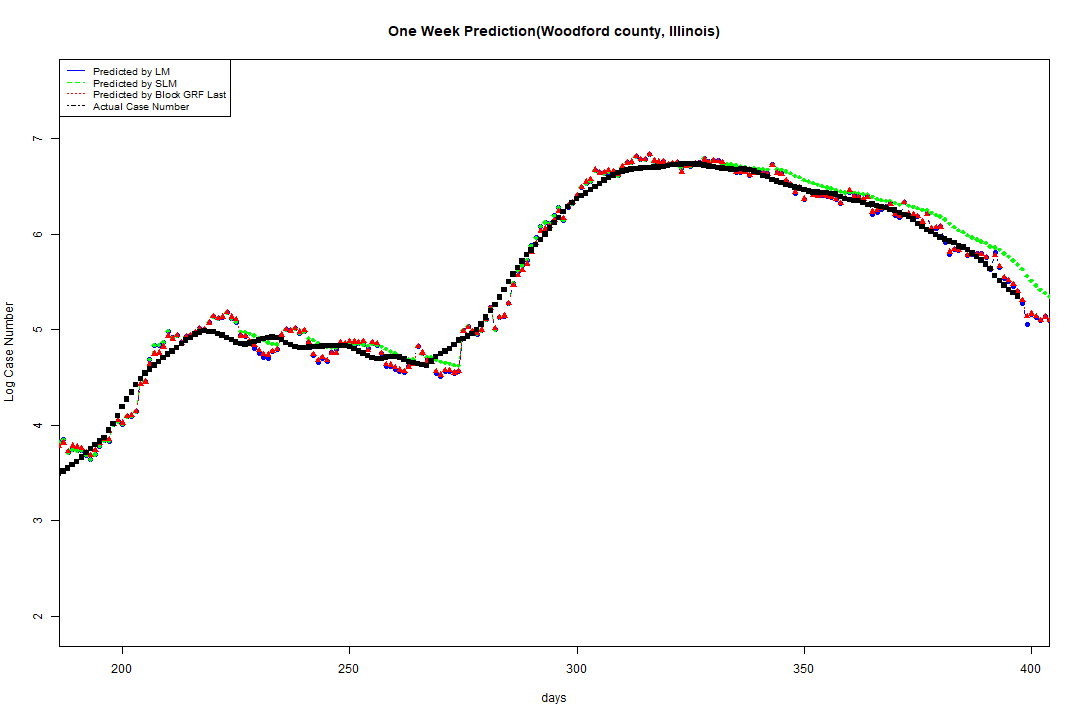 One Week Prediction(Woodford county, Illinois)
Predicted by LM
Predicted by SLM
Predicted by Block GRF Last
Actual Case Number
Log Case Number
7
6
5
4
3
2
200 250 300 350 400
days